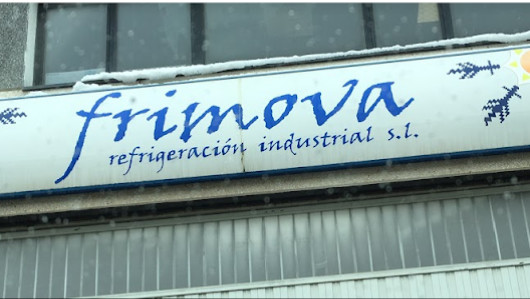 frimova
refrigeración industrial s.l.